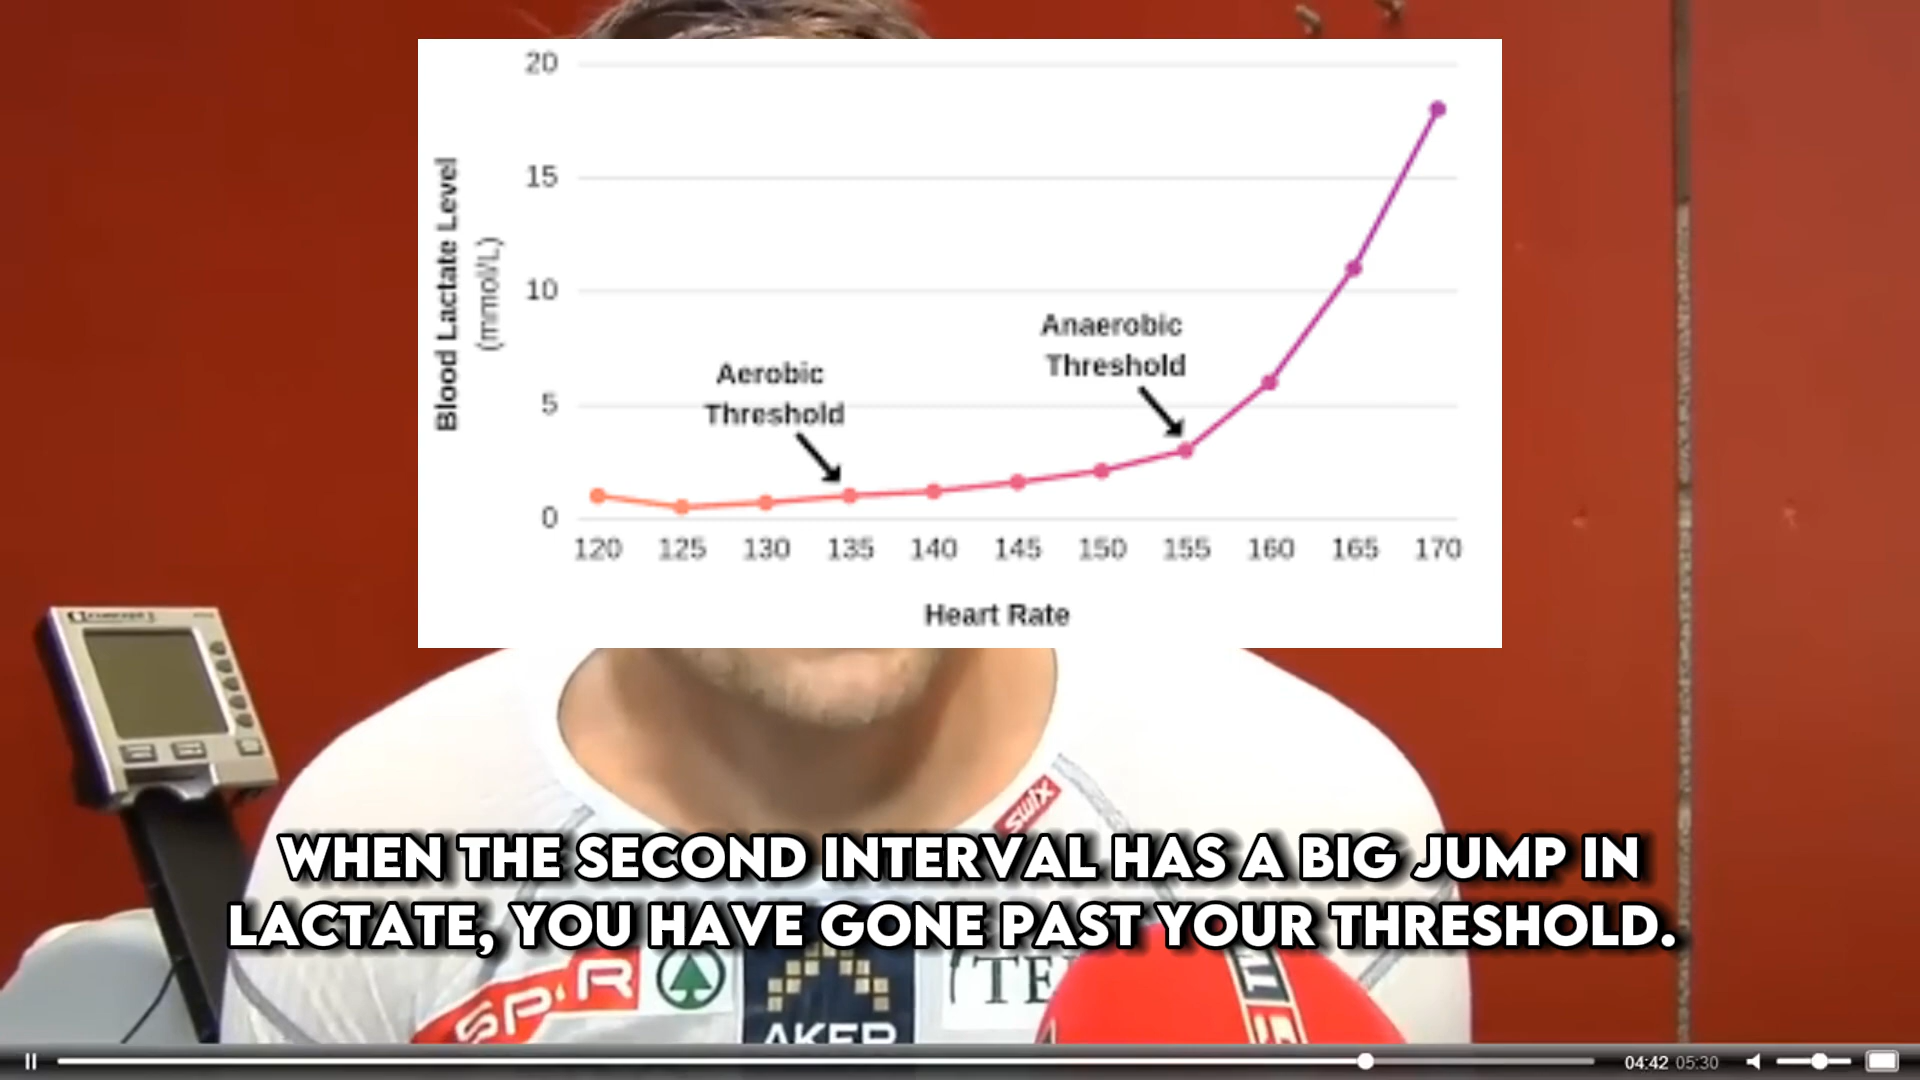 20
15
10
5
0
Blood Lactate Level
(mmol/L)
Aerobic
Threshold
Anaerobic
Threshold
120 125 130 135 140 145 150 155 160 165 170
Heart Rate
swix
WHEN THE SECOND INTERVAL HAS A BIG JUMP IN
LACTATE, YOU HAVE GONE PAST YOUR THRESHOLD.
SPAR
AKER
04:42 05:30